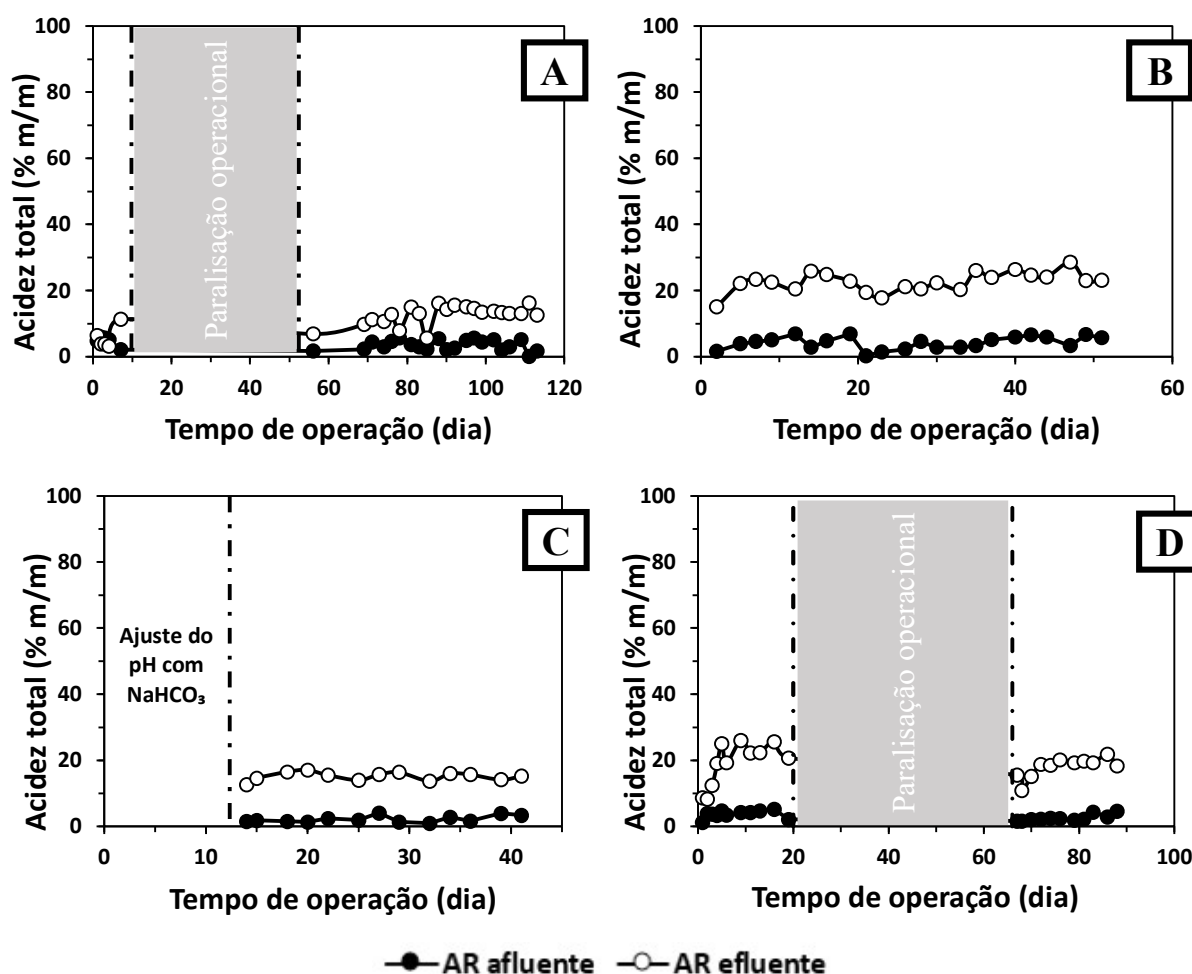 Acidez total (% m/m)
100
80
60
40
20
0
Paralisação operacional
A
0 20 40 60 80 100 120
Tempo de operação (dia)
Acidez total (% m/m)
100
80
60
40
20
0
B
0 20 40 60
Tempo de operação (dia)
Acidez total (% m/m)
100
80
60
40
20
0
Ajuste do
pH com
NaHCO₃
C
0 10 20 30 40
Tempo de operação (dia)
Acidez total (% m/m)
100
80
60
40
20
0
Paralisação operacional
D
0 20 40 60 80 100
Tempo de operação (dia)
AR afluente AR efluente